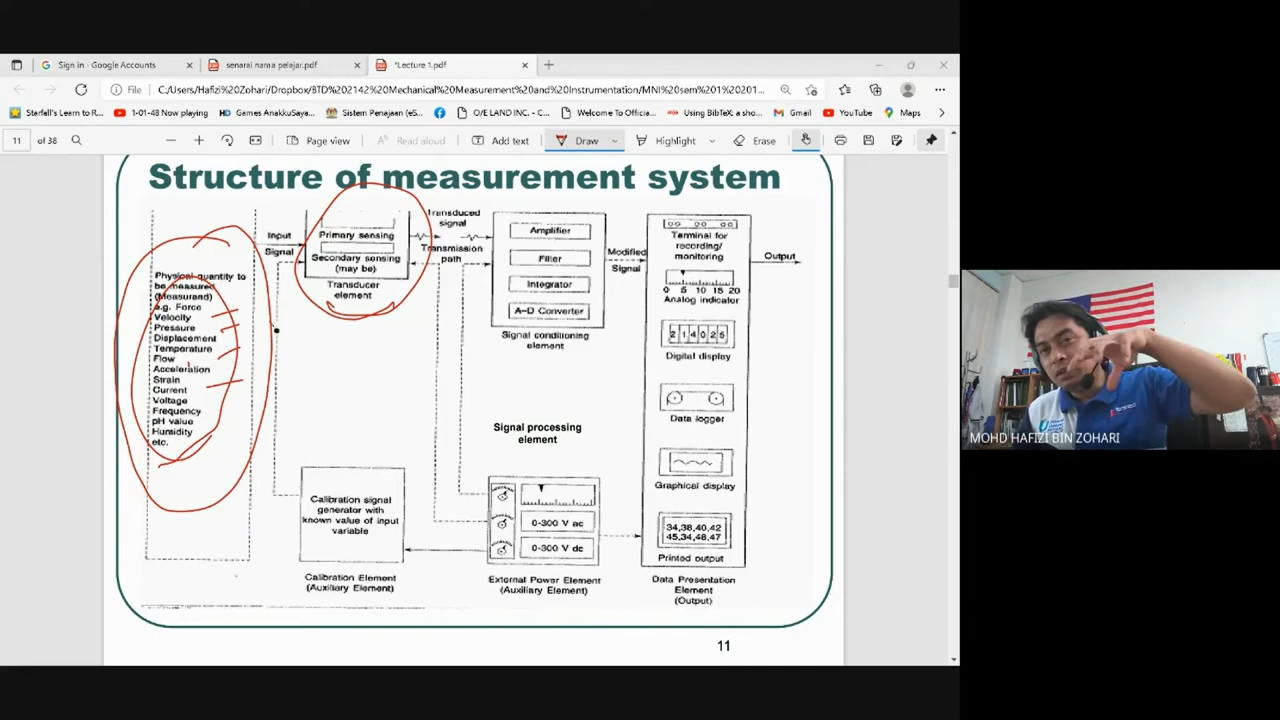 Sign in - Google Accounts
senarai nama pelajar.pdf
*Lecture 1.pdf
File
C:/Users/Hafizi%20Zohari/Dropbox/BTD%202142%20Mechanical%20Measurement%20and%20Instrumentation/MNI%20sem%201%20201...
Starfall's Learn to R...
1-01-48 Now playing
HD Games AnakkuSaya...
Sistem Penajaan (eS...
O/E LAND INC. - C...
Welcome To Officia...
Using BibTeX: a sho...
Gmail
YouTube
Maps
11 of 38
Page view
Read aloud
Add text
Draw
Highlight
Erase
Structure of measurement system
Physical quantity to
be measured
(Measurand)
e.g. Force
Velocity
Pressure
Displacement
Temperature
Flow
Acceleration
Strain
Current
Voltage
Frequency
pH value
Humidity
etc.
Input
Signal
Primary sensing
Secondary sensing
(may be)
Transducer
element
Transduced
signal
Transmission
path
Amplifier
Filler
Integrator
A-D Converter
Signal conditioning
element
Modified
Signal
Terminal for
recording/
monitoring
0 5 10 15 20
Analog indicator
214025
Digital display
Data logger
Graphical display
34,38,40,42
45,34,48,47
Printed output
Data Presentation
Element
(Output)
Output
Signal processing
element
Calibration signal
generator with
known value of input
variable
Calibration Element
(Auxiliary Element)
0-300 V ac
0-300 V dc
External Power Element
(Auxiliary Element)
11
MOHD HAFIZI BIN ZOHARI